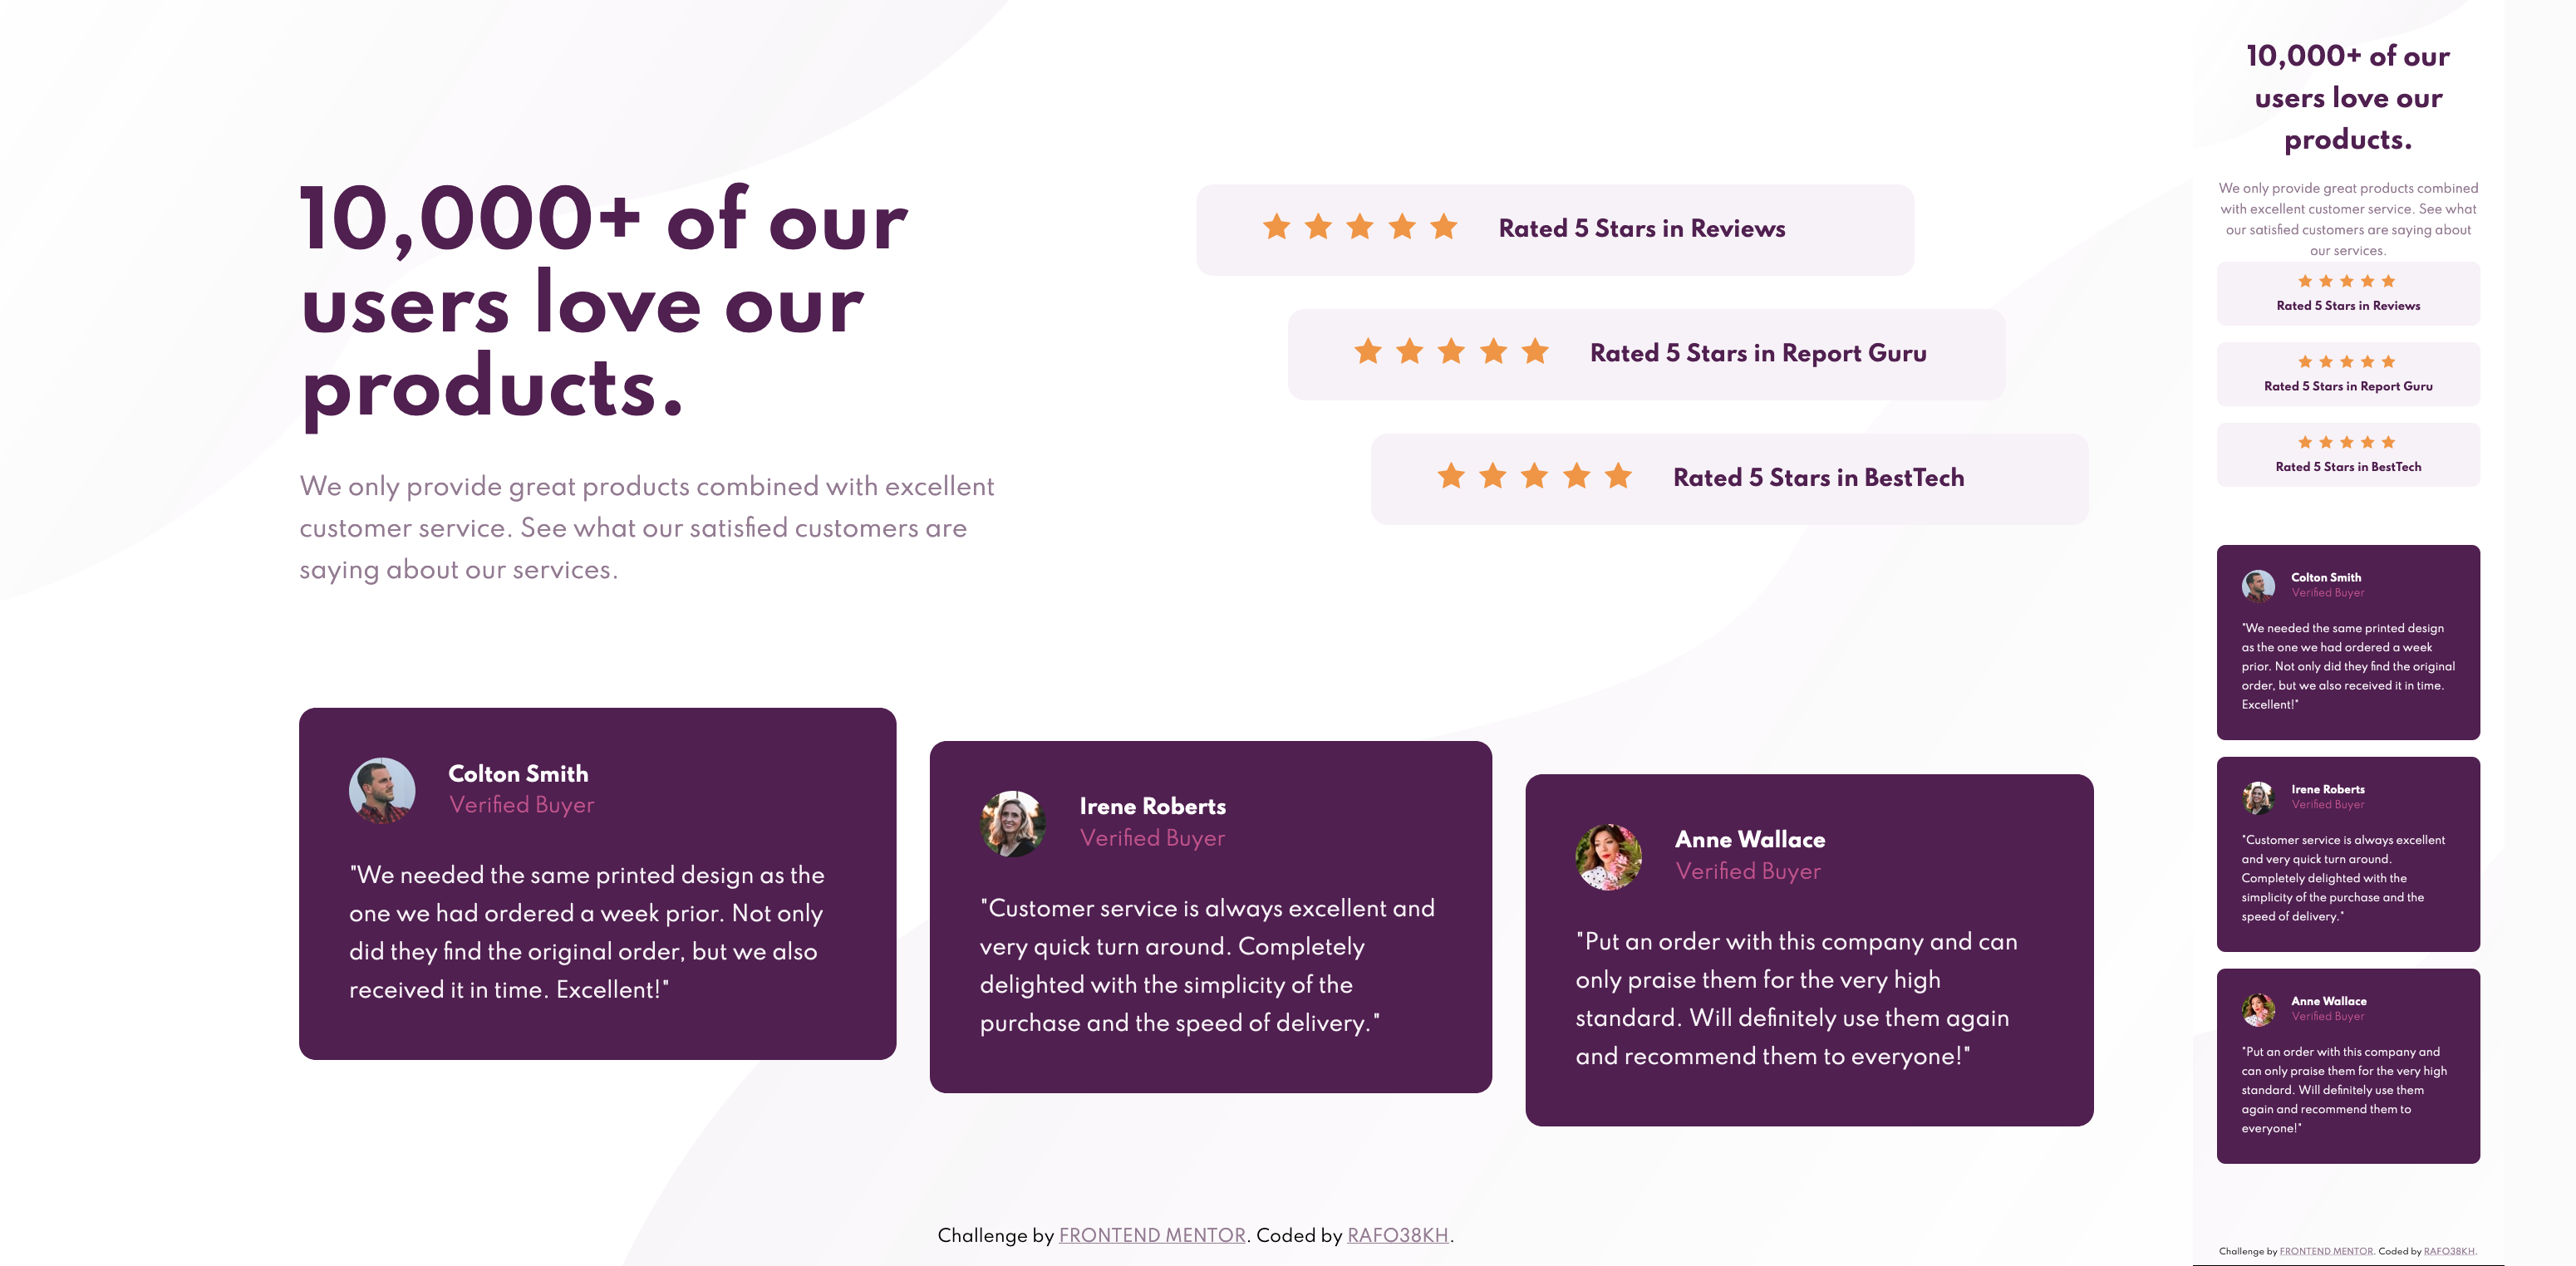 10,000+ of our
users love our
products.
We only provide great products combined with excellent
customer service. See what our satisfied customers are
saying about our services.
Rated 5 Stars in Reviews
Rated 5 Stars in Report Guru
Rated 5 Stars in BestTech
Colton Smith
Verified Buyer
"We needed the same printed design as the
one we had ordered a week prior. Not only
did they find the original order, but we also
received it in time. Excellent!"
Irene Roberts
Verified Buyer
"Customer service is always excellent and
very quick turn around. Completely
delighted with the simplicity of the
purchase and the speed of delivery."
Anne Wallace
Verified Buyer
"Put an order with this company and can
only praise them for the very high
standard. Will definitely use them again
and recommend them to everyone!"
Challenge by FRONTEND MENTOR. Coded by RAFO38KH.
10,000+ of our
users love our
products.
We only provide great products combined
with excellent customer service. See what
our satisfied customers are saying about
our services.
Rated 5 Stars in Reviews
Rated 5 Stars in Report Guru
Rated 5 Stars in BestTech
Colton Smith
Verified Buyer
"We needed the same printed design
as the one we had ordered a week
prior. Not only did they find the original
order, but we also received it in time.
Excellent!"
Irene Roberts
Verified Buyer
"Customer service is always excellent
and very quick turn around.
Completely delighted with the
simplicity of the purchase and the
speed of delivery."
Anne Wallace
Verified Buyer
"Put an order with this company and
can only praise them for the very high
standard. Will definitely use them
again and recommend them to
everyone!"
Challenge by FRONTEND MENTOR. Coded by RAFO38KH.